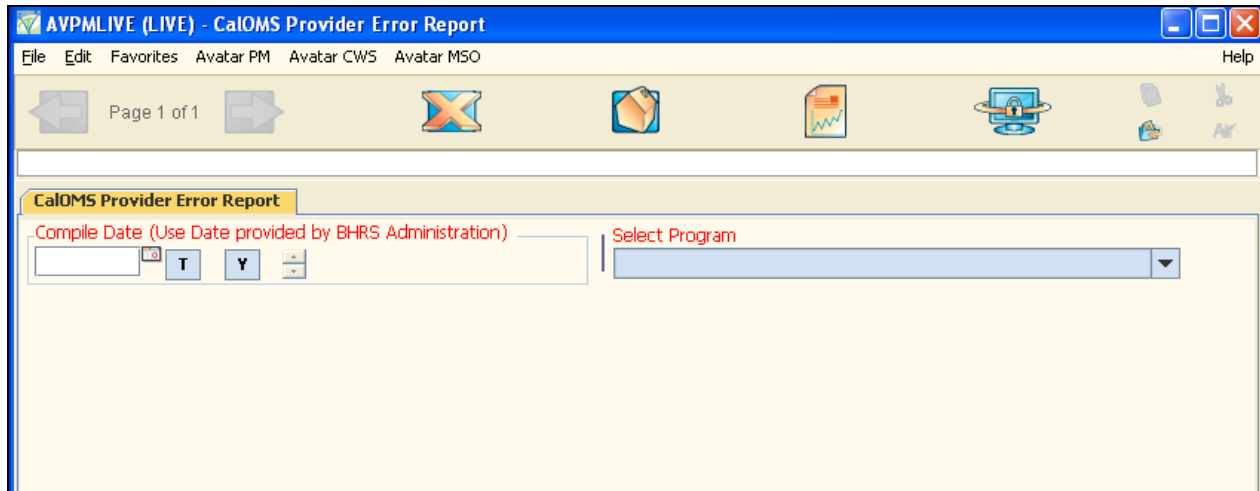 AVPMLIVE (LIVE) - CalOMS Provider Error Report
File Edit Favorites Avatar PM Avatar CWS Avatar MSO Help
Page 1 of 1
CalOMS Provider Error Report
Compile Date (Use Date provided by BHRS Administration)
Select Program
T Y